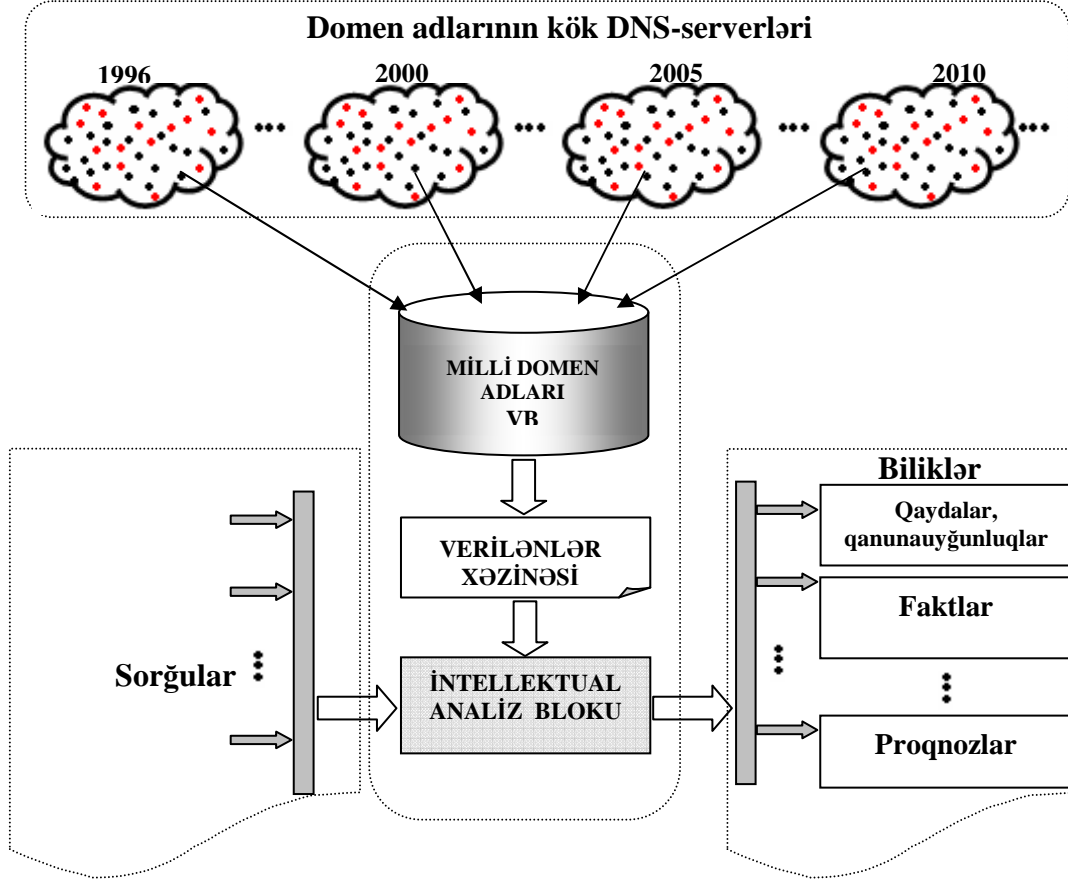 Domen adlarının kök DNS-serverləri
1996
2000
2005
2010
MİLLİ DOMEN
ADLARI
VB
VERİLƏNLƏR
XƏZİNƏSİ
İNTELLEKTUAL
ANALİZ BLOKU
Sorğular
Biliklər
Qaydalar,
qanunauyğunluqlar
Faktlar
Proqnozlar